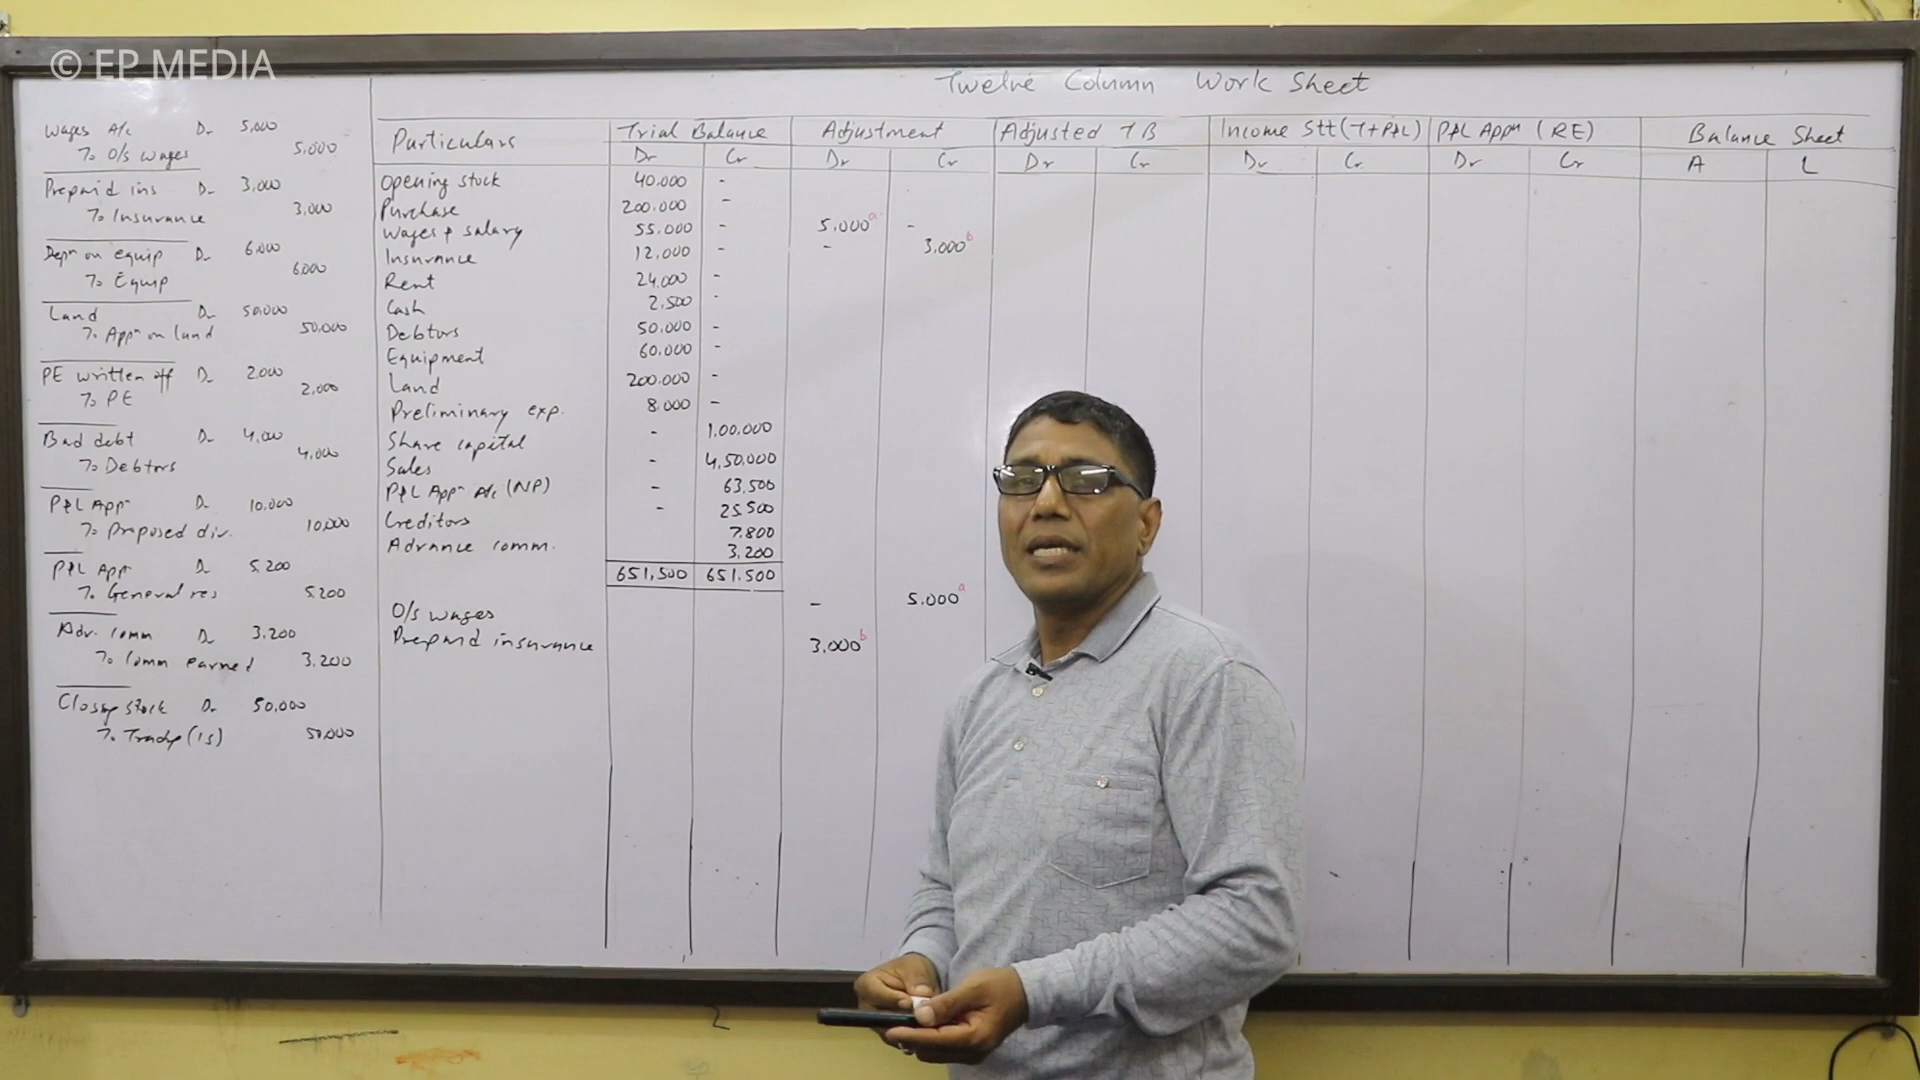 © EP MEDIA
Twelve Column Work Sheet
Wages A/c Dr 5,000
To O/s wages 5,000
Prepaid ins Dr 3,000
To Insurance 3,000
Depn on equip Dr 6,000
To Equip 6,000
Land Dr 50,000
To Appn on land 50,000
PE written off Dr 2,000
To PE 2,000
Bad debt Dr 4,000
To Debtors 4,000
P&L App Dr 10,000
To Proposed div. 10,000
P&L App Dr 5,200
To General res 5,200
Adv. comm Dr 3,200
To Comm earned 3,200
Closing stock Dr 50,000
To Trading (IS) 50,000
Particulars Trial Balance Adjustment Adjusted TB Income Stt (T+P&L) P&L Appn (RE) Balance Sheet
Dr Cr Dr Cr Dr Cr Dr Cr Dr Cr A L
Opening stock 40,000 -
Purchase 200,000 -
Wages & salary 55,000 - 5,000 a -
Insurance 12,000 - - 3,000 b
Rent 24,000 -
Cash 2,500 -
Debtors 50,000 -
Equipment 60,000 -
Land 200,000 -
Preliminary exp. 8,000 -
Share capital - 1,00,000
Sales - 4,50,000
P&L Appn A/c (NP) - 63,500
Creditors - 25,500
Advance comm. 7,800
3,200
651,500 651,500
O/s wages - 5,000 a
Prepaid insurance 3,000 b